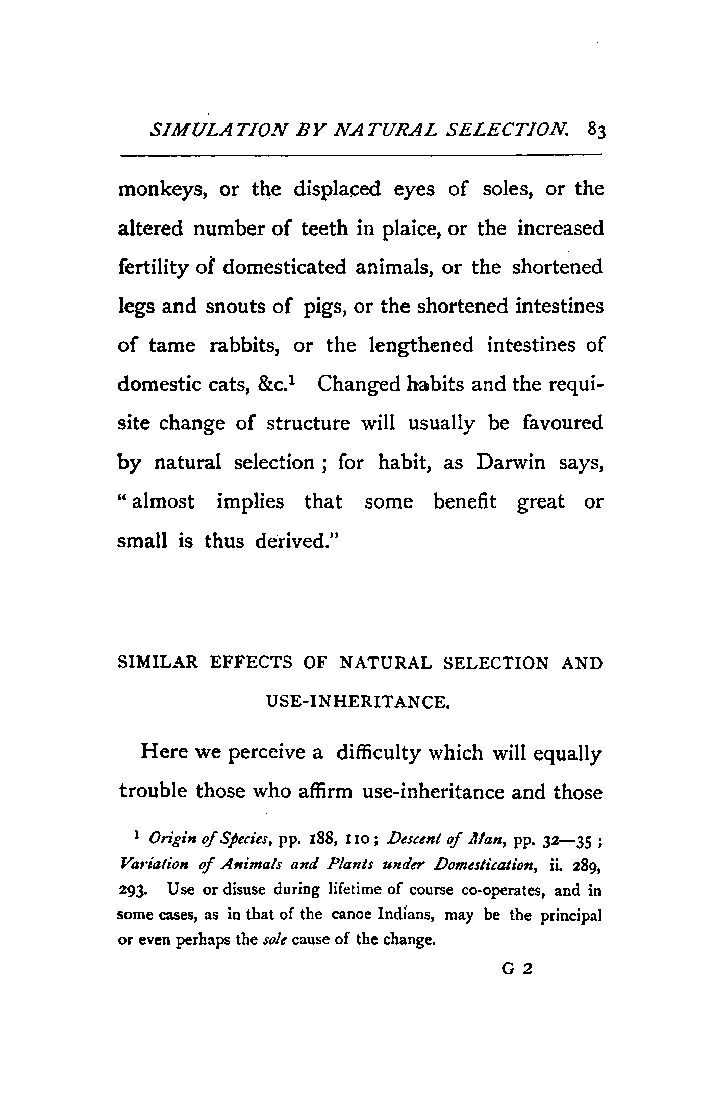 SIMULATION BY NATURAL SELECTION. 83
monkeys, or the displaced eyes of soles, or the
altered number of teeth in plaice, or the increased
fertility of domesticated animals, or the shortened
legs and snouts of pigs, or the shortened intestines
of tame rabbits, or the lengthened intestines of
domestic cats, &c.¹ Changed habits and the requi-
site change of structure will usually be favoured
by natural selection ; for habit, as Darwin says,
“ almost implies that some benefit great or
small is thus derived.”
SIMILAR EFFECTS OF NATURAL SELECTION AND
USE-INHERITANCE.
Here we perceive a difficulty which will equally
trouble those who affirm use-inheritance and those
¹ Origin of Species, pp. 188, 110 ; Descent of Man, pp. 32—35 ;
Variation of Animals and Plants under Domestication, ii. 289,
293. Use or disuse during lifetime of course co-operates, and in
some cases, as in that of the canoe Indians, may be the principal
or even perhaps the sole cause of the change.
G 2